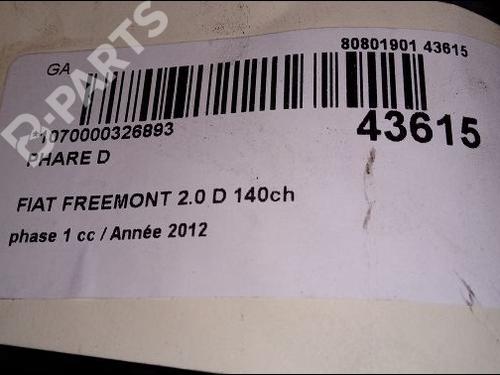 GA
80801901 43615
*1070000326893
43615
PHARE D
FIAT FREEMONT 2.0 D 140ch
phase 1 cc / Année 2012
B-PARTS